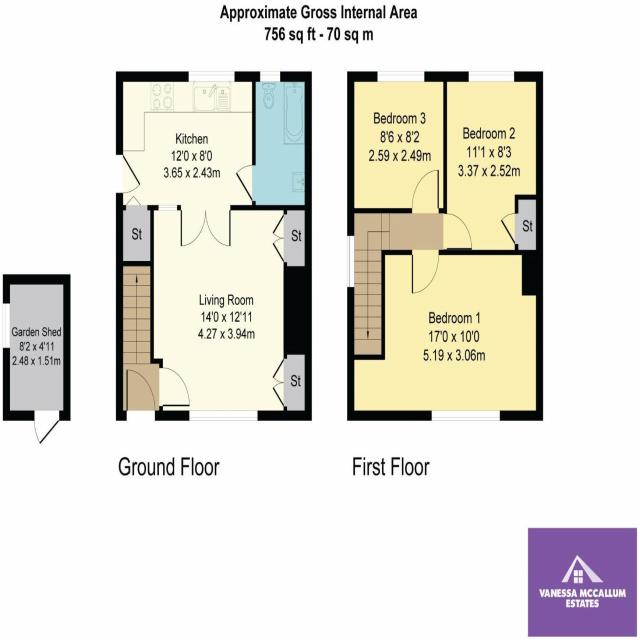 Approximate Gross Internal Area
756 sq ft - 70 sq m
Kitchen
12'0 x 8'0
3.65 x 2.43m
St
St
Living Room
14'0 x 12'11
4.27 x 3.94m
St
Garden Shed
8'2 x 4'11
2.48 x 1.51m
Ground Floor
Bedroom 3
8'6 x 8'2
2.59 x 2.49m
Bedroom 2
11'1 x 8'3
3.37 x 2.52m
St
Bedroom 1
17'0 x 10'0
5.19 x 3.06m
First Floor
VANESSA MCCALLUM
ESTATES